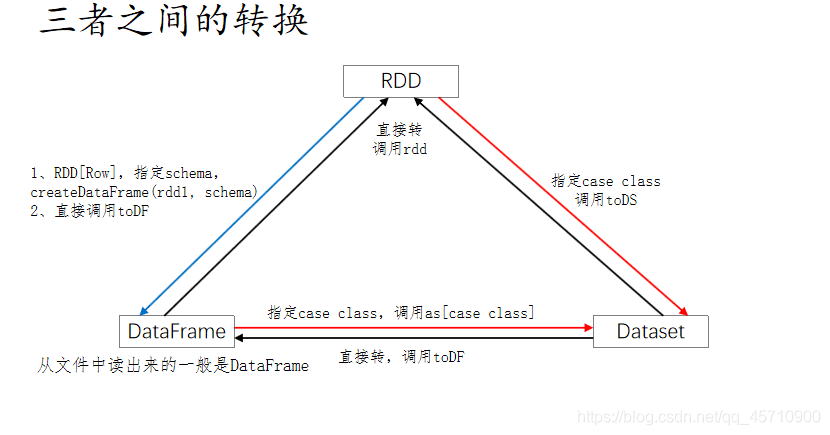 三者之间的转换
RDD
直接转
调用rdd
1、RDD[Row]，指定schema，
createDataFrame(rdd1, schema)
2、直接调用toDF
指定case class
调用toDS
指定case class，调用as[case class]
DataFrame
Dataset
直接转，调用toDF
从文件中读出来的一般是DataFrame
https://blog.csdn.net/qq_45710900